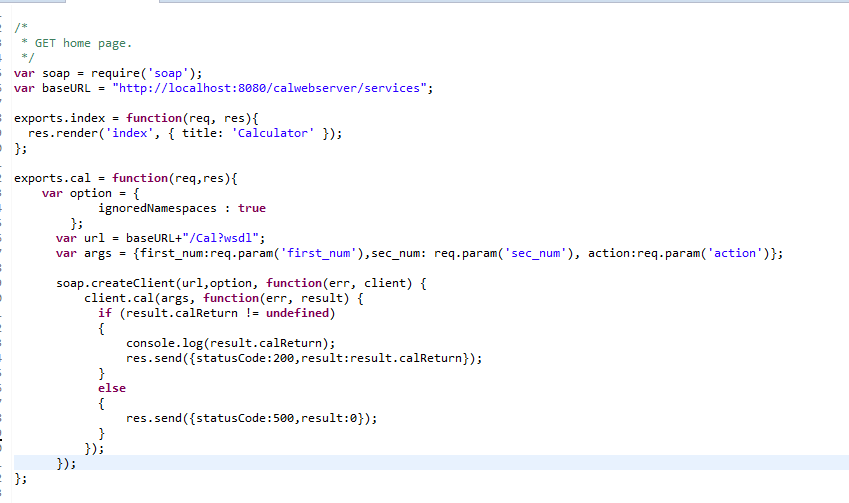 /*
 * GET home page.
 */
var soap = require('soap');
var baseURL = "http://localhost:8080/calwebserver/services";

exports.index = function(req, res){
  res.render('index', { title: 'Calculator' });
};

exports.cal = function(req,res){
    var option = {
            ignoredNamespaces : true
        };
      var url = baseURL+"/Cal?wsdl";
      var args = {first_num:req.param('first_num'),sec_num: req.param('sec_num'), action:req.param('action')};

      soap.createClient(url,option, function(err, client) {
          client.cal(args, function(err, result) {
            if (result.calReturn != undefined)
            {
                console.log(result.calReturn);
                res.send({statusCode:200,result:result.calReturn});
            }
            else
            {
                res.send({statusCode:500,result:0});
            }
          });
      });
};